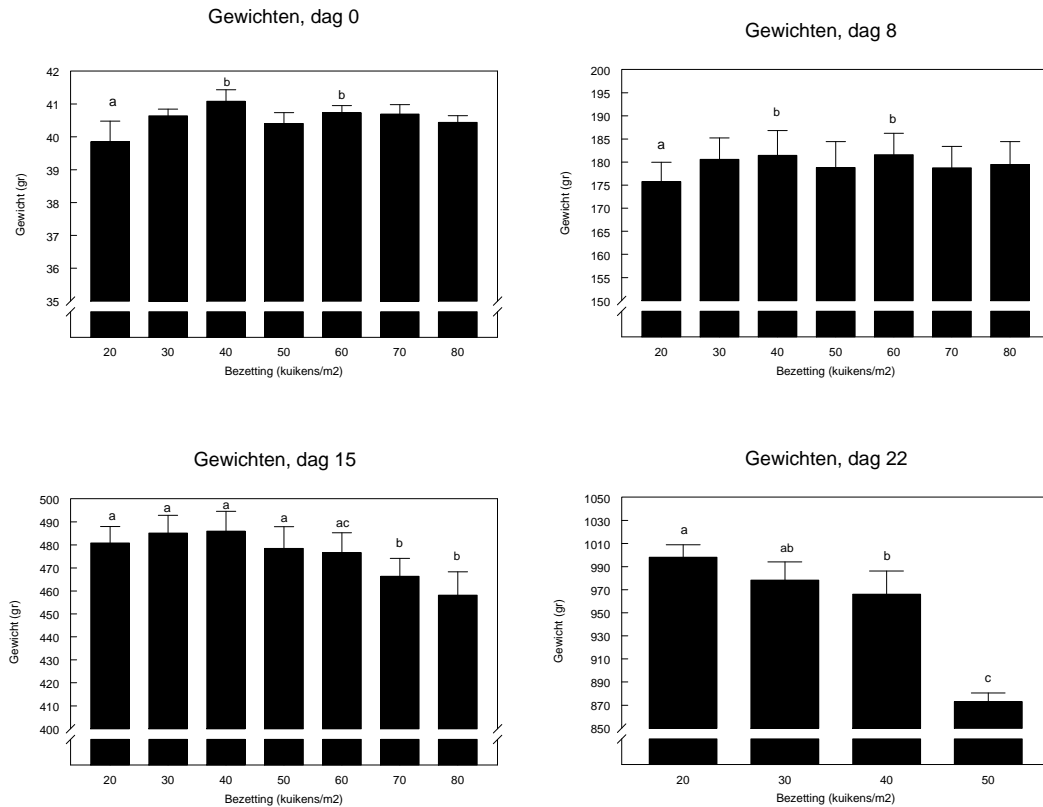 Gewichten, dag 0
42
41
40
39
38
37
36
35
Gewicht (gr)
a
b
b
20 30 40 50 60 70 80
Bezetting (kuikens/m2)
Gewichten, dag 8
200
195
190
185
180
175
170
165
160
155
150
Gewicht (gr)
a
b
b
20 30 40 50 60 70 80
Bezetting (kuikens/m2)
Gewichten, dag 15
500
490
480
470
460
450
440
430
420
410
400
Gewicht (gr)
a a a a ac b b
20 30 40 50 60 70 80
Bezetting (kuikens/m2)
Gewichten, dag 22
1050
1030
1010
990
970
950
930
910
890
870
850
Gewicht (gr)
a ab b c
20 30 40 50
Bezetting (kuikens/m2)